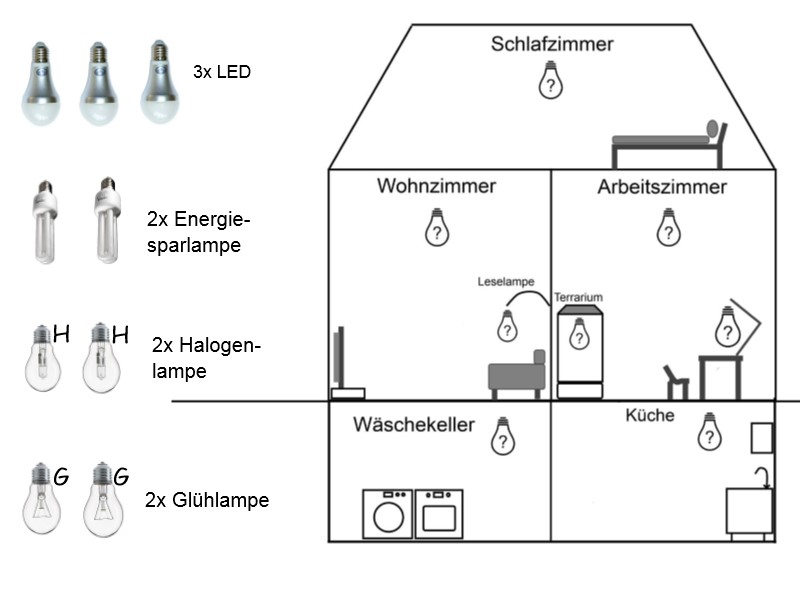 3x LED
2x Energie-
sparlampe
H
H
2x Halogen-
lampe
G
G
2x Glühlampe
Schlafzimmer
?
Wohnzimmer
?
Arbeitszimmer
?
Leselampe
?
Terrarium
?
?
Wäschekeller
?
Küche
?